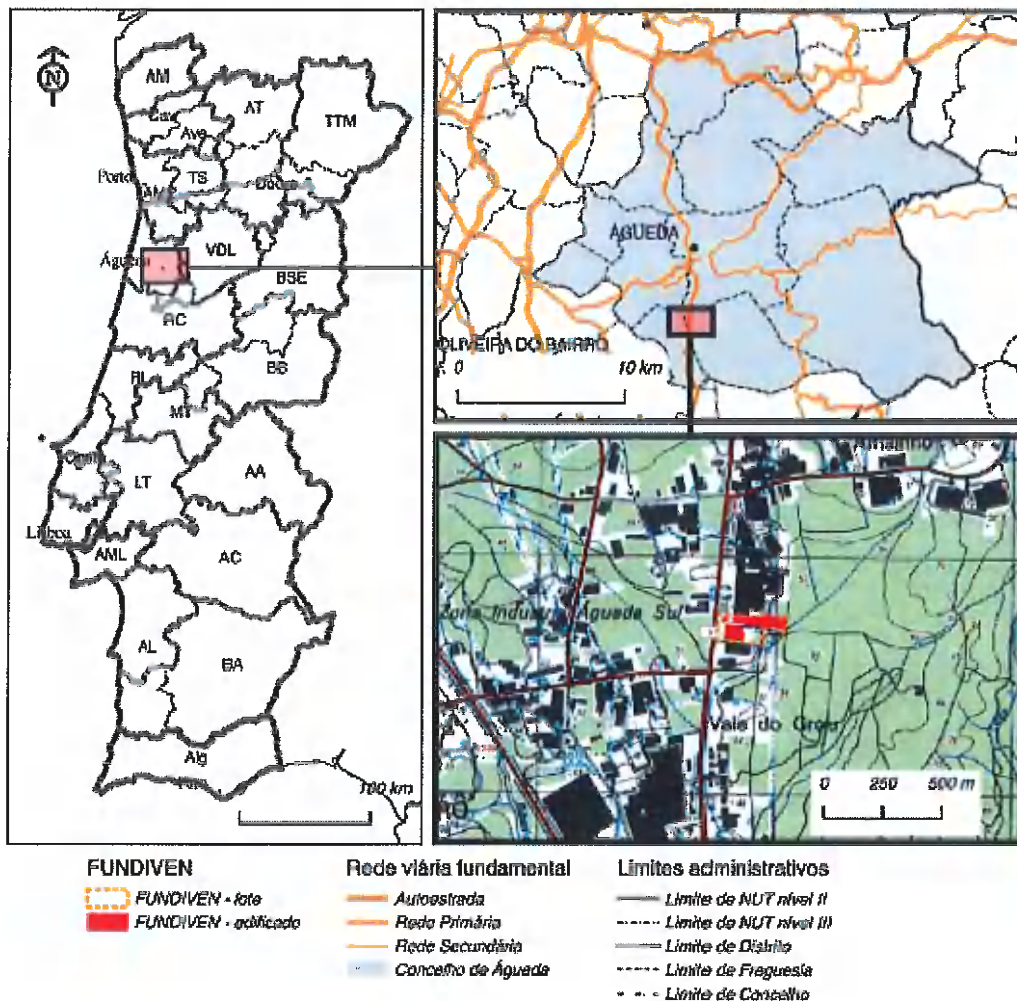 N
AM
AT
TTM
Cav
Ave
Porto
TS
AMP
Douro
VDL
Águeda
BSE
BC
BB
MT
LT
AA
Lisboa
AML
AC
AL
BA
Alg
100 km
ÁGUEDA
OLIVEIRA DO BAIRRO
0 10 km
Zona Industrial Águeda Sul
Vale do Grou
0 250 500 m
FUNDIVEN
FUNDIVEN - lote
FUNDIVEN - edificado
Rede viária fundamental
Autoestrada
Rede Primária
Rede Secundária
Concelho de Águeda
Limites administrativos
Limite de NUT nível II
Limite de NUT nível III
Limite de Distrito
Limite de Freguesia
Limite de Concelho